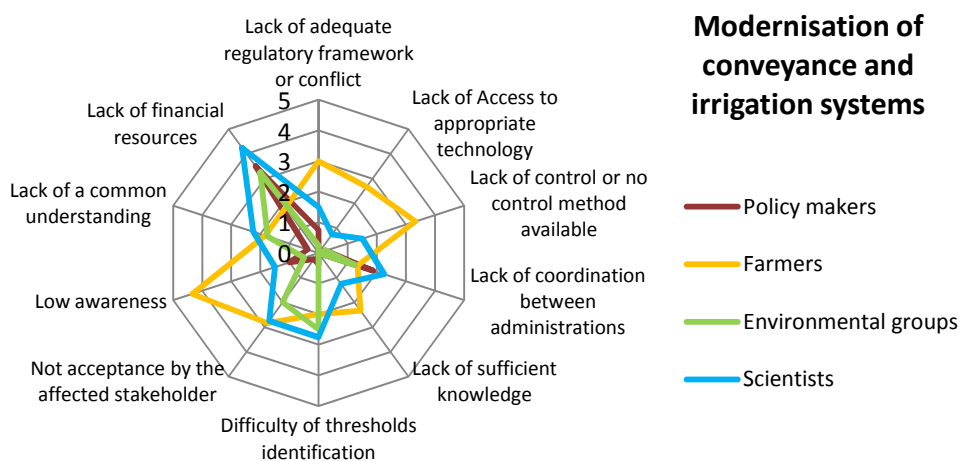 Lack of adequate
regulatory framework
or conflict
Modernisation of
conveyance and
irrigation systems
5
4
3
2
1
0
Lack of Access to
appropriate
technology
Lack of control or no
control method
available
Lack of coordination
between
administrations
Lack of sufficient
knowledge
Difficulty of thresholds
identification
Not acceptance by the
affected stakeholder
Low awareness
Lack of a common
understanding
Lack of financial
resources
Policy makers
Farmers
Environmental groups
Scientists